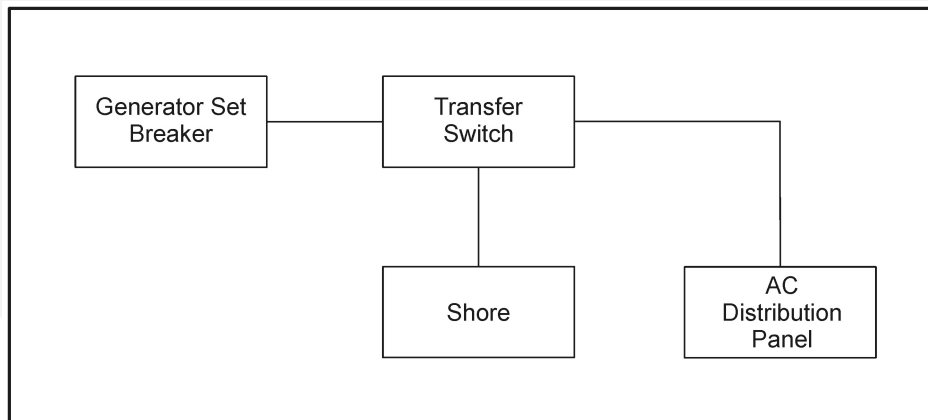 Generator Set
Breaker
Transfer
Switch
Shore
AC
Distribution
Panel